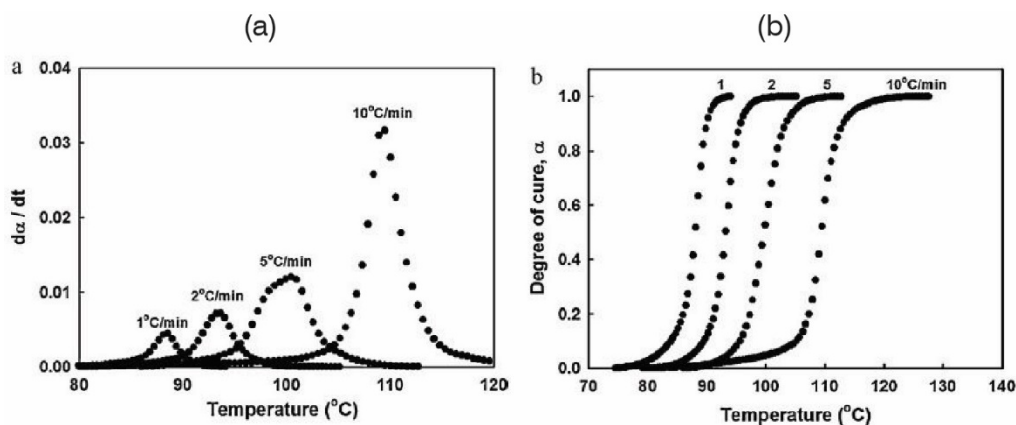 (a)
a
0.04
0.03
0.02
0.01
0.00
dα / dt
10°C/min
5°C/min
2°C/min
1°C/min
80 90 100 110 120
Temperature (°C)
(b)
b
1 2 5 10°C/min
1.0
0.8
0.6
0.4
0.2
0.0
Degree of cure, α
70 80 90 100 110 120 130 140
Temperature (°C)